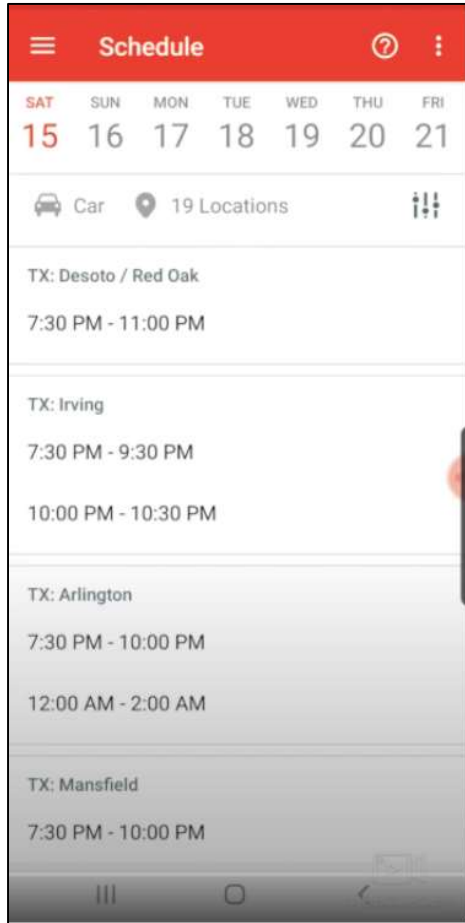 Schedule
SAT SUN MON TUE WED THU FRI
15 16 17 18 19 20 21
Car 19 Locations
TX: Desoto / Red Oak
7:30 PM - 11:00 PM
TX: Irving
7:30 PM - 9:30 PM
10:00 PM - 10:30 PM
TX: Arlington
7:30 PM - 10:00 PM
12:00 AM - 2:00 AM
TX: Mansfield
7:30 PM - 10:00 PM